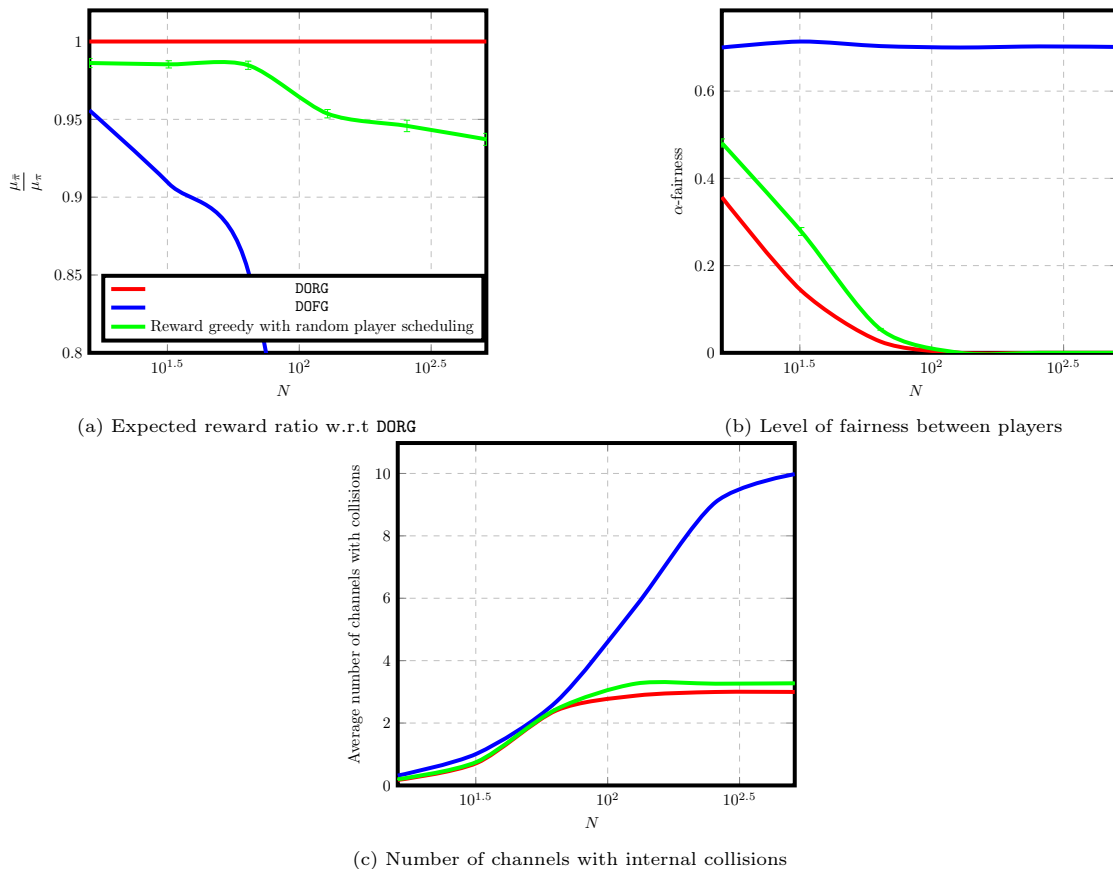 1
0.95
0.9
0.85
0.8
μπ̃
μπ
DORG
DOFG
Reward greedy with random player scheduling
10^1.5
10^2
10^2.5
N
(a) Expected reward ratio w.r.t DORG
0.6
0.4
0.2
0
α-fairness
10^1.5
10^2
10^2.5
N
(b) Level of fairness between players
10
8
6
4
2
0
Average number of channels with collisions
10^1.5
10^2
10^2.5
N
(c) Number of channels with internal collisions